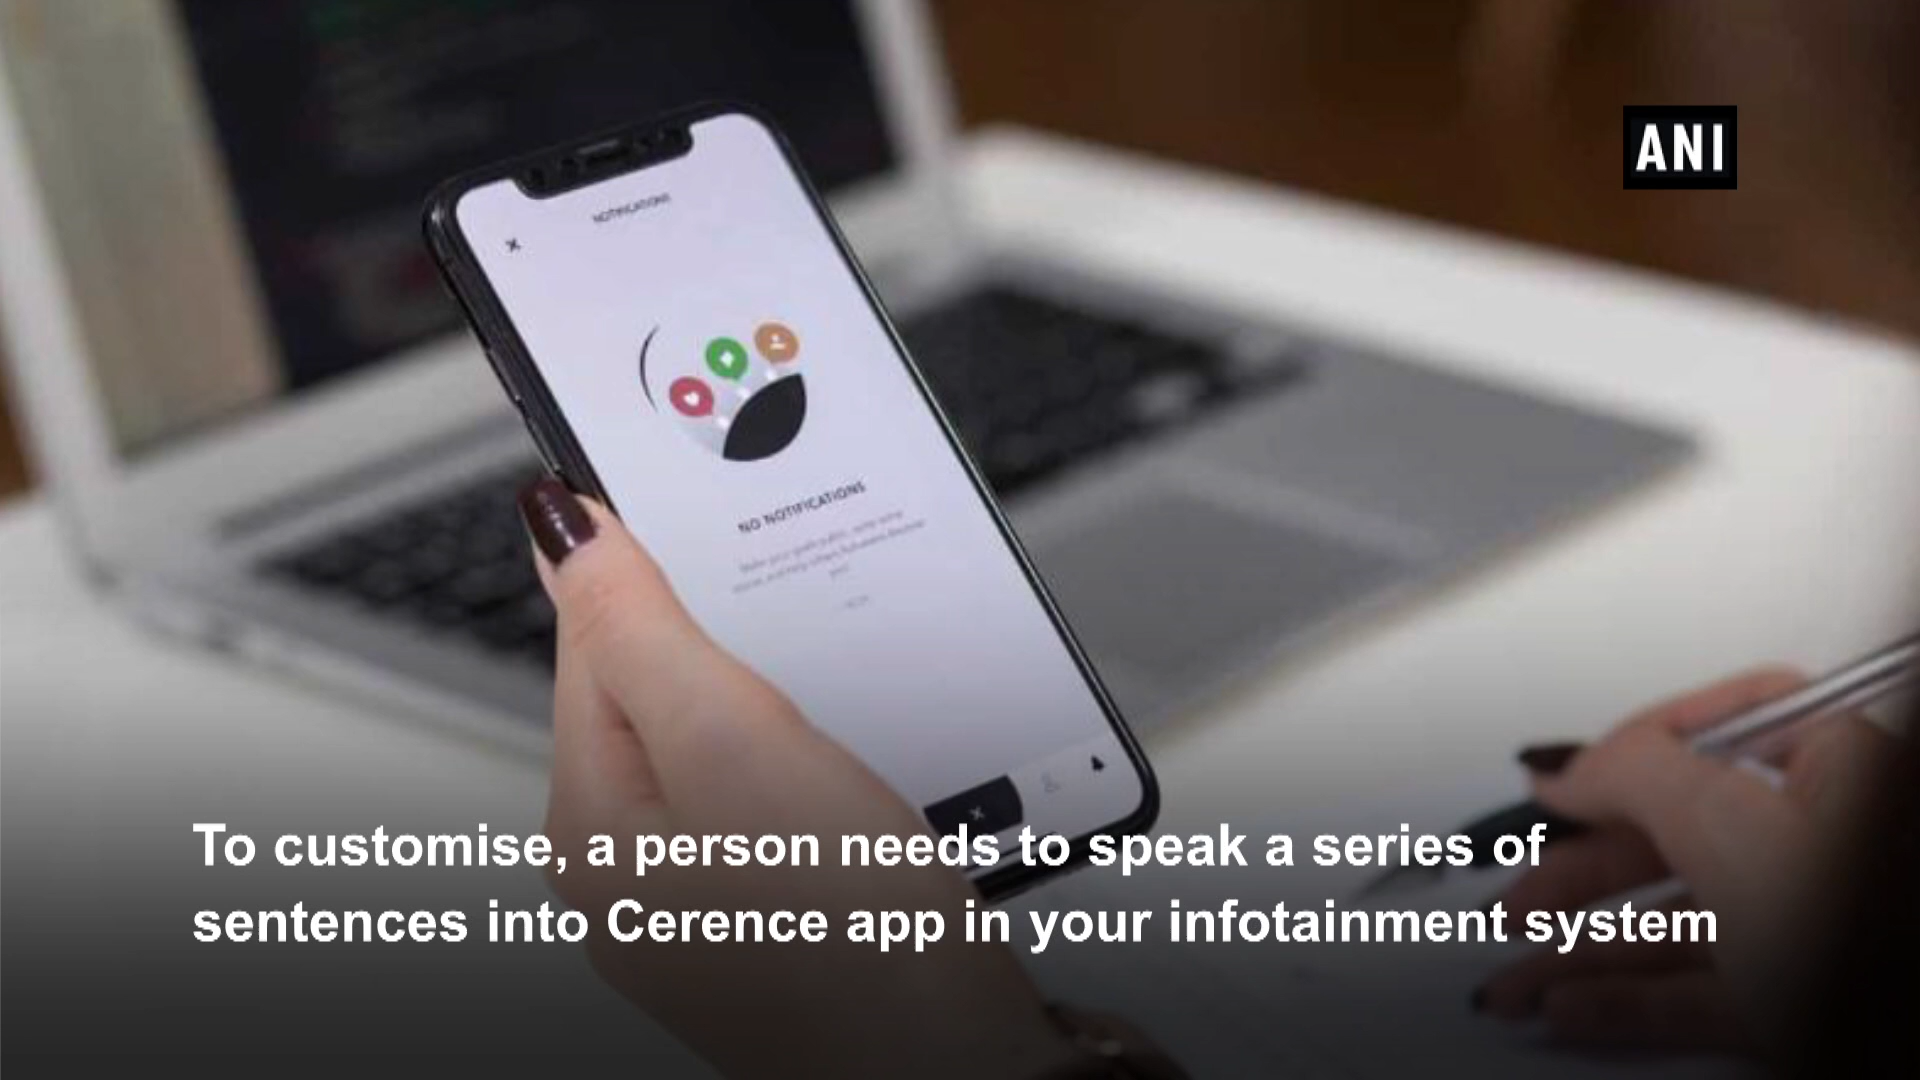 ANI
NOTIFICATIONS
NO NOTIFICATIONS
To customise, a person needs to speak a series of
sentences into Cerence app in your infotainment system